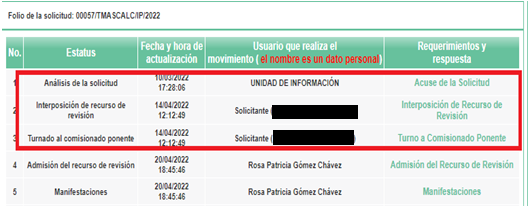 Folio de la solicitud: 00057/TMASCALC/IP/2022
No. Estatus Fecha y hora de actualización Usuario que realiza el movimiento ( el nombre es un dato personal) Requerimientos y respuesta
1 Análisis de la solicitud 10/03/2022 17:28:06 UNIDAD DE INFORMACIÓN Acuse de la Solicitud
2 Interposición de recurso de revisión 14/04/2022 12:12:49 Solicitante ( ) Interposición de Recurso de Revisión
3 Turnado al comisionado ponente 14/04/2022 12:12:49 Solicitante ( ) Turno a Comisionado Ponente
4 Admisión del recurso de revisión 20/04/2022 18:45:46 Rosa Patricia Gómez Chávez Admisión del Recurso de Revisión
5 Manifestaciones 20/04/2022 18:45:46 Rosa Patricia Gómez Chávez Manifestaciones